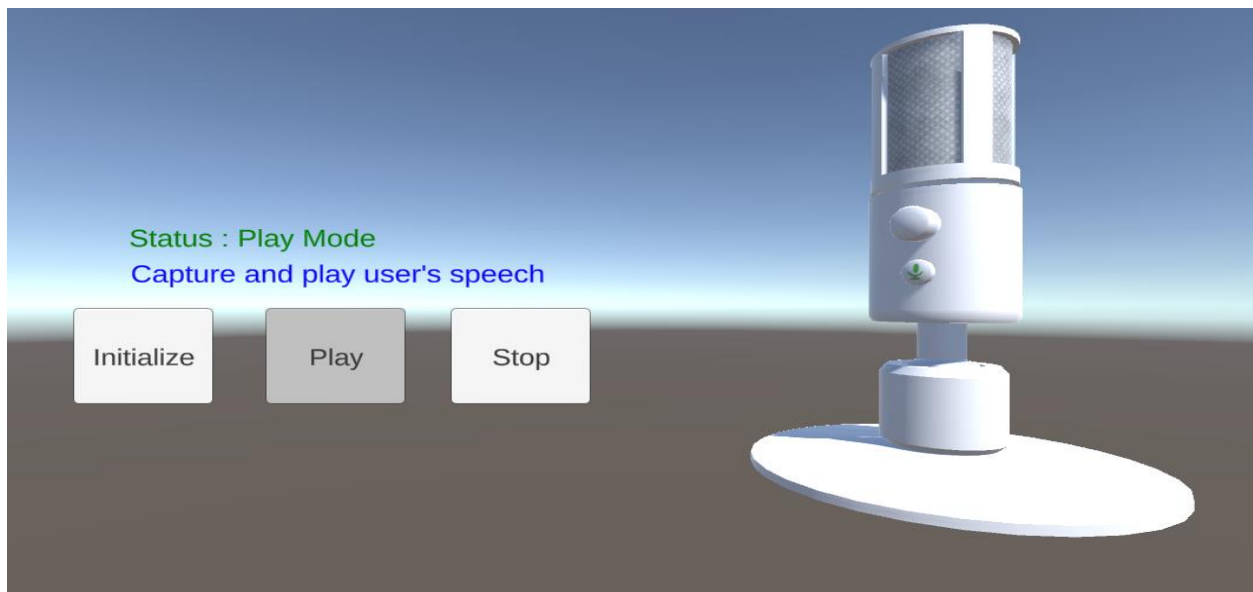 Status : Play Mode
Capture and play user's speech
Initialize
Play
Stop